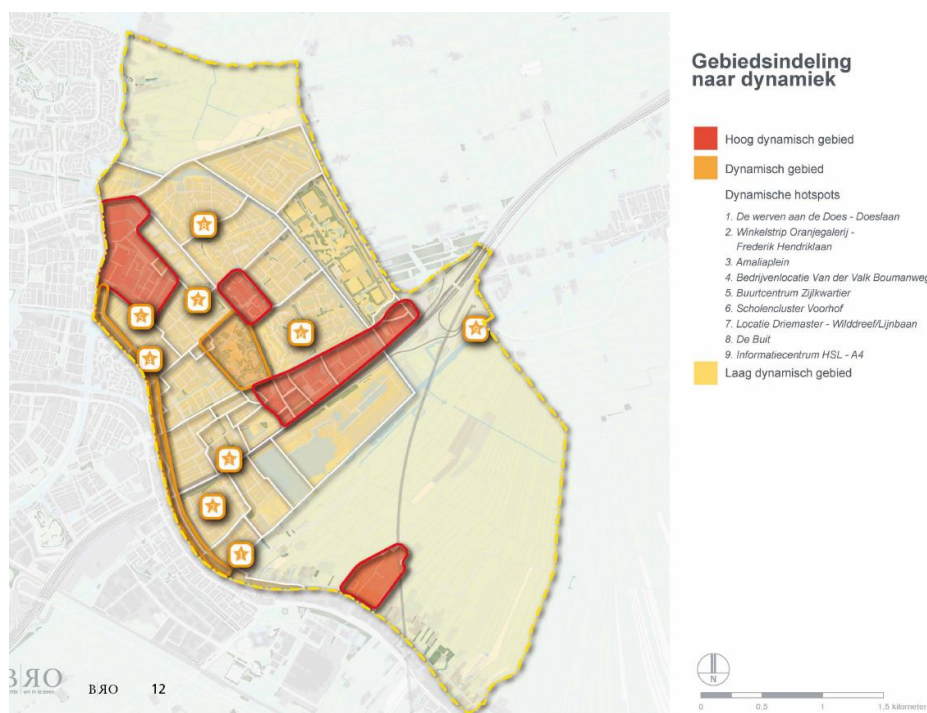 Gebiedsindeling
naar dynamiek
Hoog dynamisch gebied
Dynamisch gebied
Dynamische hotspots
1. De werven aan de Does - Doeslaan
2. Winkelstrip Oranjegalerij -
Frederik Hendriklaan
3. Amaliaplein
4. Bedrijvenlocatie Van der Valk Boumanweg
5. Buurtcentrum Zijlkwartier
6. Scholencluster Voorhof
7. Locatie Driemaster - Wilddreef/Lijnbaan
8. De Buit
9. Informatiecentrum HSL - A4
Laag dynamisch gebied
N
0 0,5 1 1,5 kilometer
BRO 12